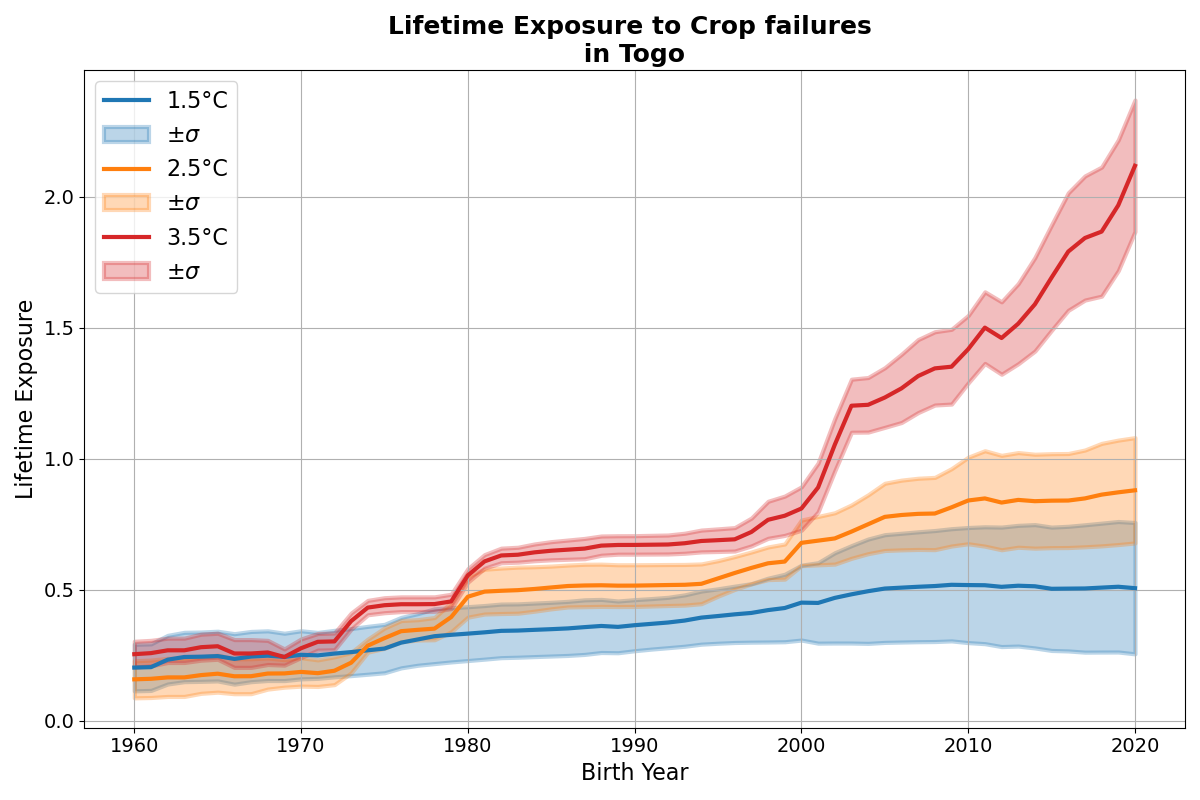 Lifetime Exposure to Crop failures
in Togo
1.5°C
±σ
2.5°C
±σ
3.5°C
±σ
Lifetime Exposure
2.0
1.5
1.0
0.5
0.0
1960 1970 1980 1990 2000 2010 2020
Birth Year